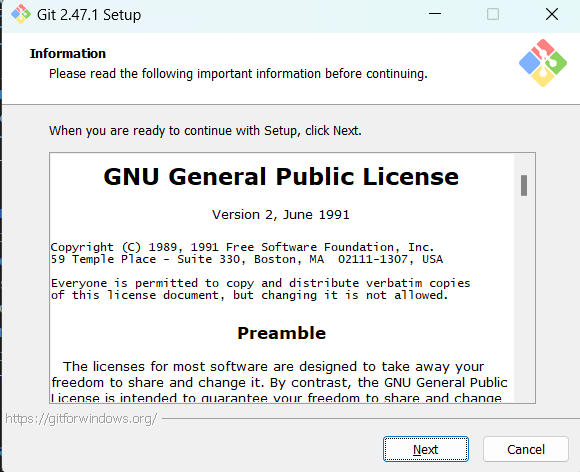 Git 2.47.1 Setup
Information
Please read the following important information before continuing.
When you are ready to continue with Setup, click Next.
GNU General Public License
Version 2, June 1991
Copyright (C) 1989, 1991 Free Software Foundation, Inc.
59 Temple Place - Suite 330, Boston, MA  02111-1307, USA
Everyone is permitted to copy and distribute verbatim copies
of this license document, but changing it is not allowed.
Preamble
The licenses for most software are designed to take away your
freedom to share and change it. By contrast, the GNU General Public
License is intended to guarantee your freedom to share and change
https://gitforwindows.org/
Next
Cancel